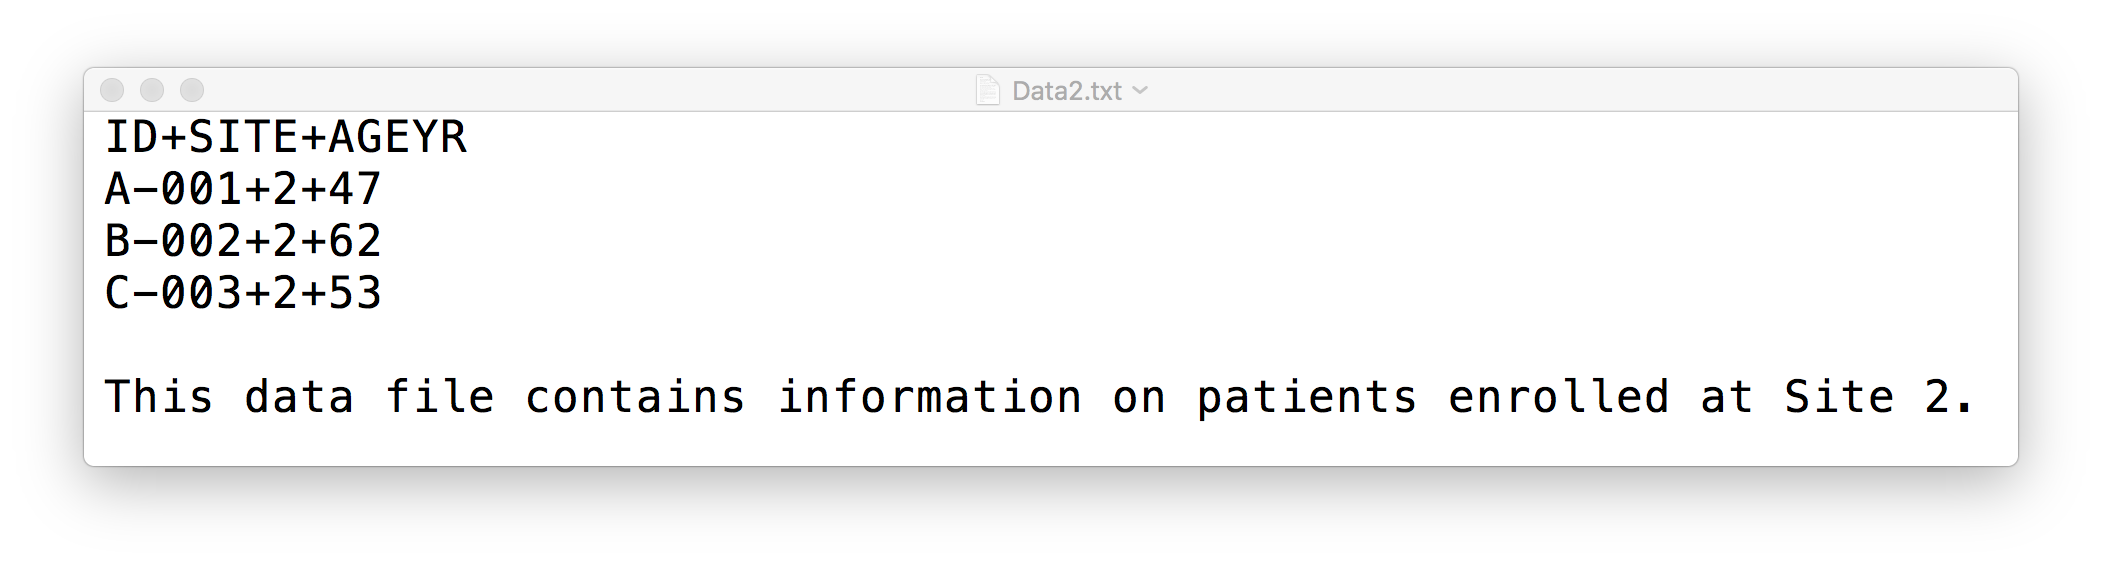 Data2.txt
ID+SITE+AGEYR
A-001+2+47
B-002+2+62
C-003+2+53
This data file contains information on patients enrolled at Site 2.